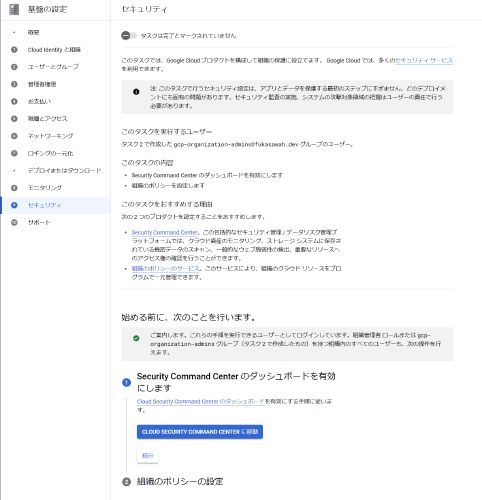 基盤の設定
セキュリティ
概要
タスクは完了とマークされていません
1 Cloud Identity と組織
2 ユーザーとグループ
3 管理者権限
4 お支払い
5 階層とアクセス
6 ネットワーキング
7 ロギングの一元化
デプロイまたはダウンロード
8 モニタリング
9 セキュリティ
10 サポート
このタスクでは、Google Cloud プロダクトを構成して組織の保護に役立てます。 Google Cloud では、多くのセキュリティ サービス
を利用できます。
注: このタスクで行うセキュリティ設定は、アプリとデータを保護する最初のステップにすぎません。どのデプロイメ
ントにも固有の問題があります。セキュリティ監査の実施、システムの攻撃対象領域の把握はユーザーの責任で行う
必要があります。
このタスクを実行するユーザー
タスク 2 で作成した gcp-organization-admins@fukasawah.dev グループのユーザー。
このタスクの内容
Security Command Center のダッシュボードを有効にします
組織のポリシーを設定します
このタスクをおすすめする理由
次の 2 つのプロダクトを設定することをおすすめします。
Security Command Center。この包括的なセキュリティ管理 / データリスク管理プ
ラットフォームでは、クラウド資産のモニタリング、ストレージ システムに保存さ
れている機密データのスキャン、一般的なウェブ脆弱性の検出、重要なリソースへ
のアクセス権の確認を行うことができます。
組織のポリシーのサービス。このサービスにより、組織のクラウド リソースをプロ
グラムで一元管理できます。
始める前に、次のことを行います。
ご案内します。これらの手順を実行できるユーザーとしてログインしています。組織管理者 ロールまたは gcp-
organization-admins グループ（タスク 2 で作成したもの）を持つ組織内のすべてのユーザーも、次の操作を行
えます。
1 Security Command Center のダッシュボードを有効
にします
Cloud Security Command Center のダッシュボードを有効にする手順に従いま
す。
CLOUD SECURITY COMMAND CENTER に移動
続行
2 組織のポリシーの設定